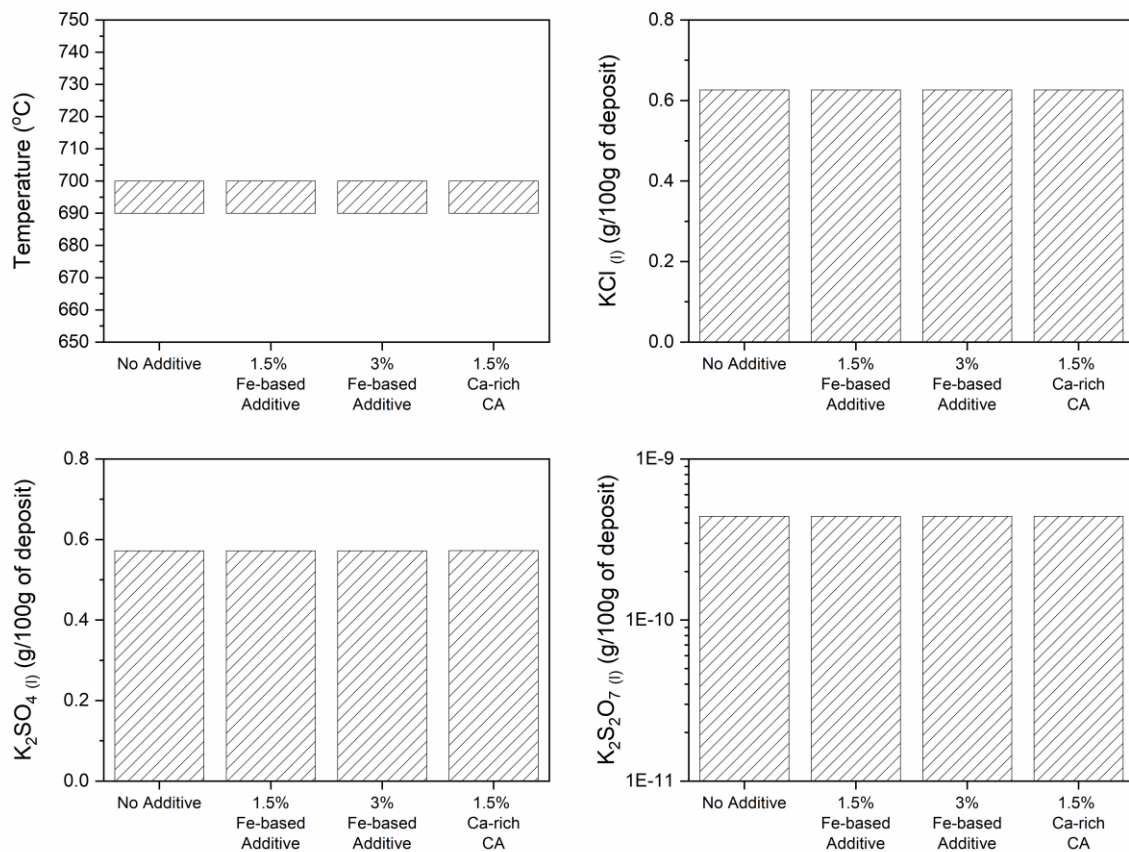 Temperature (°C)
750
740
730
720
710
700
690
680
670
660
650
No Additive
1.5%
Fe-based
Additive
3%
Fe-based
Additive
1.5%
Ca-rich
CA
KCl (l) (g/100g of deposit)
0.8
0.6
0.4
0.2
0.0
No Additive
1.5%
Fe-based
Additive
3%
Fe-based
Additive
1.5%
Ca-rich
CA
K₂SO₄ (l) (g/100g of deposit)
0.8
0.6
0.4
0.2
0.0
No Additive
1.5%
Fe-based
Additive
3%
Fe-based
Additive
1.5%
Ca-rich
CA
K₂S₂O₇ (l) (g/100g of deposit)
1E-9
1E-10
1E-11
No Additive
1.5%
Fe-based
Additive
3%
Fe-based
Additive
1.5%
Ca-rich
CA